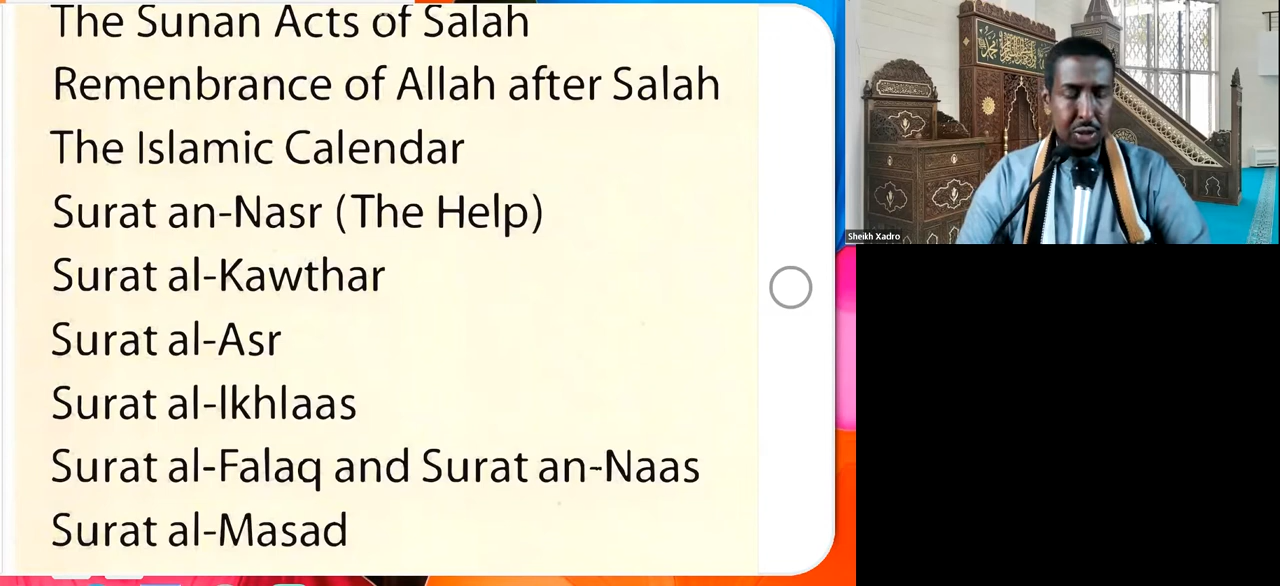 The Sunan Acts of Salah
Remenbrance of Allah after Salah
The Islamic Calendar
Surat an-Nasr (The Help)
Surat al-Kawthar
Surat al-Asr
Surat al-Ikhlaas
Surat al-Falaq and Surat an-Naas
Surat al-Masad
Sheikh Xadro